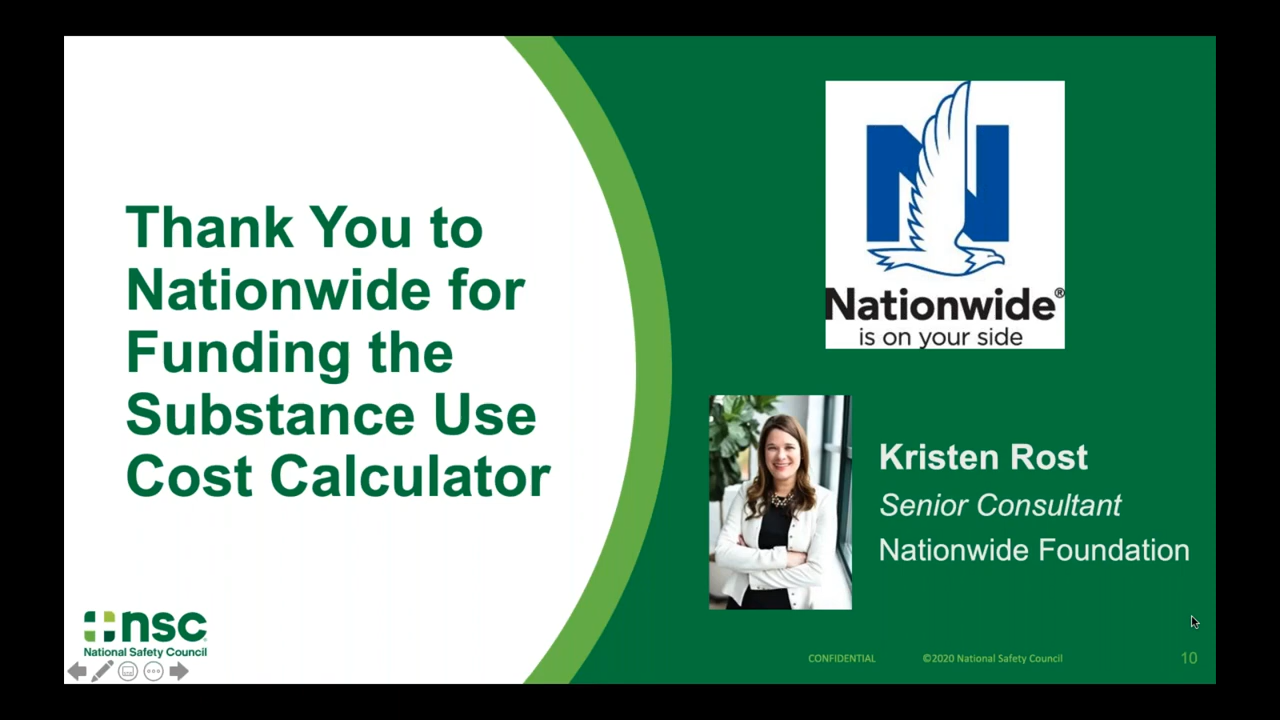 Thank You to
Nationwide for
Funding the
Substance Use
Cost Calculator
N
Nationwide®
is on your side
Kristen Rost
Senior Consultant
Nationwide Foundation
nsc
National Safety Council
CONFIDENTIAL
©2020 National Safety Council
10